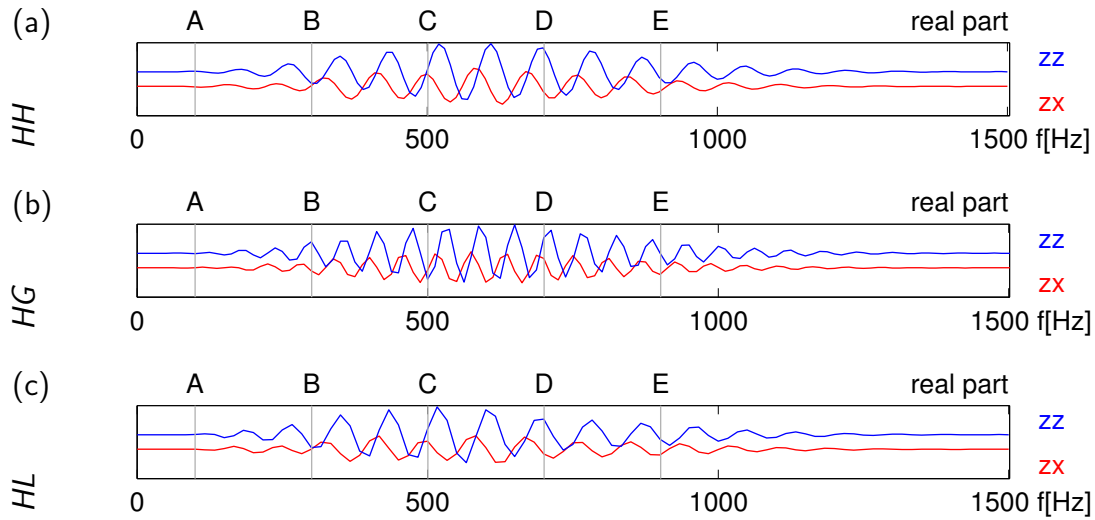 (a) A B C D E real part
zz
HH zx
0 500 1000 1500 f[Hz]
(b) A B C D E real part
zz
HG zx
0 500 1000 1500 f[Hz]
(c) A B C D E real part
zz
HL zx
0 500 1000 1500 f[Hz]